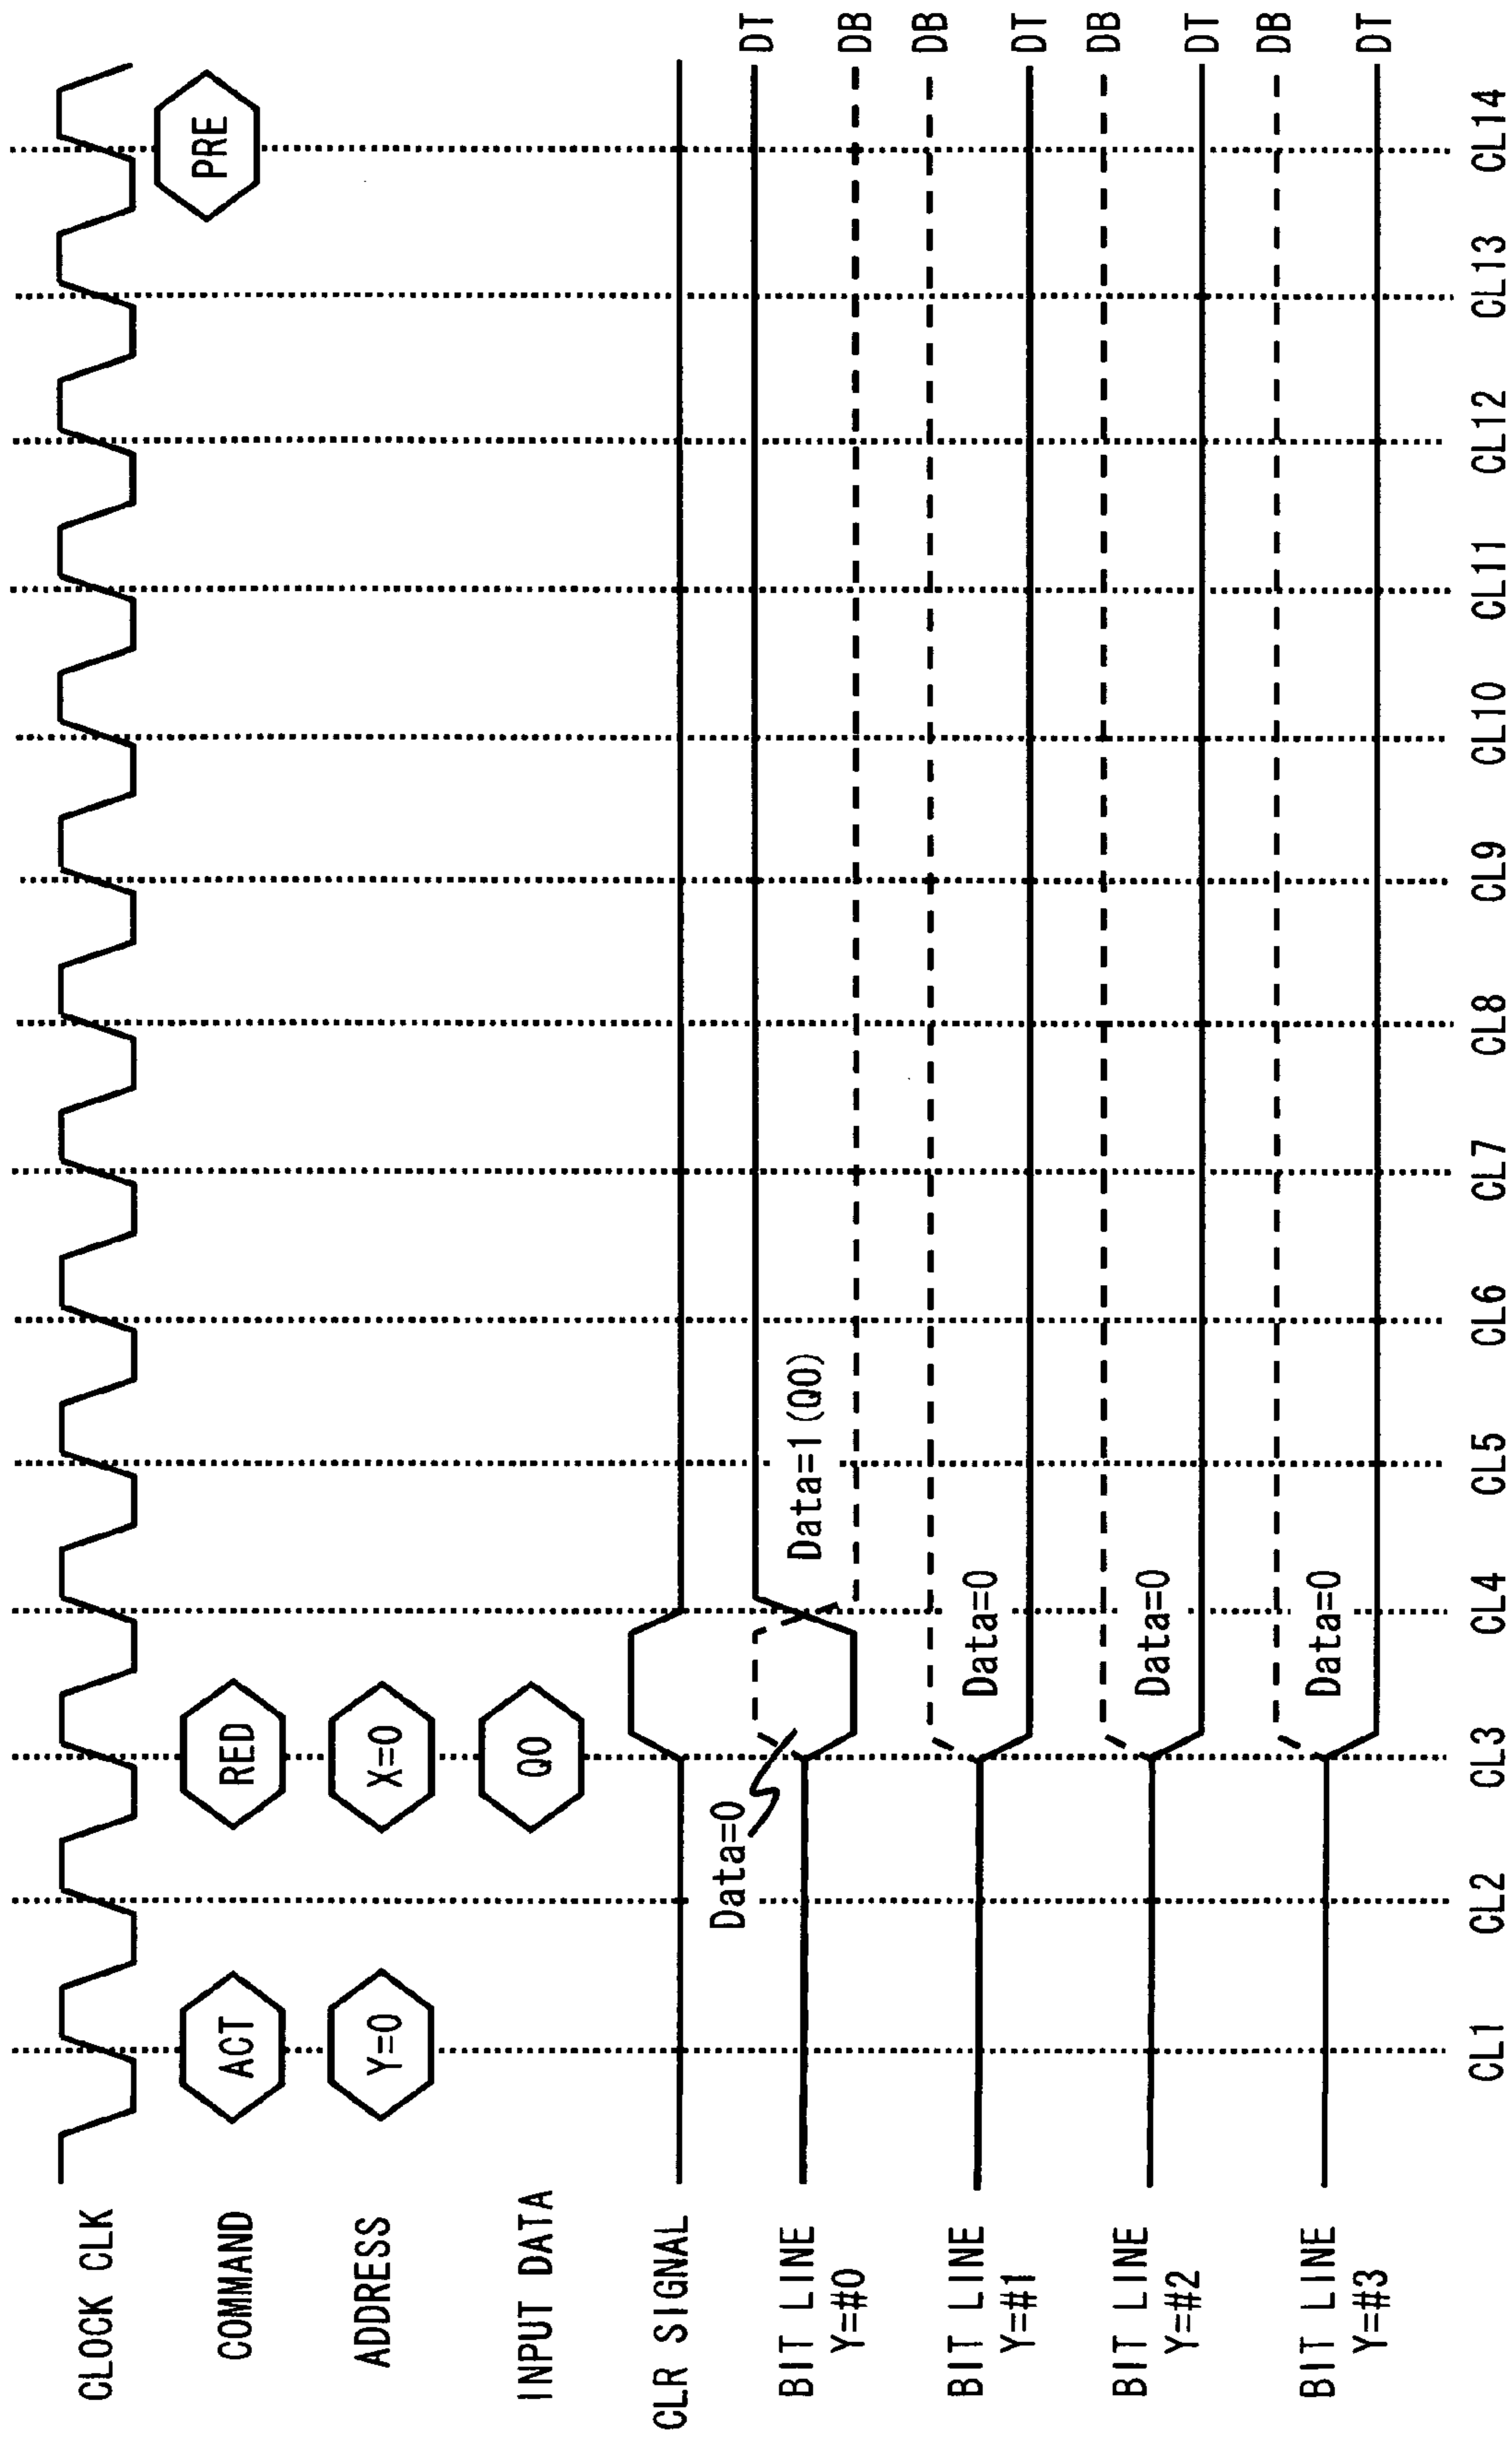 CLOCK CLK
COMMAND
ACT
RED
PRE
ADDRESS
Y=0
X=0
INPUT DATA
Q0
CLR SIGNAL
BIT LINE
Y=#0
Data=0
Data=1(Q0)
DT
DB
BIT LINE
Y=#1
Data=0
DB
DT
BIT LINE
Y=#2
Data=0
DB
DT
BIT LINE
Y=#3
Data=0
DB
DT
CL1 CL2 CL3 CL4 CL5 CL6 CL7 CL8 CL9 CL10 CL11 CL12 CL13 CL14